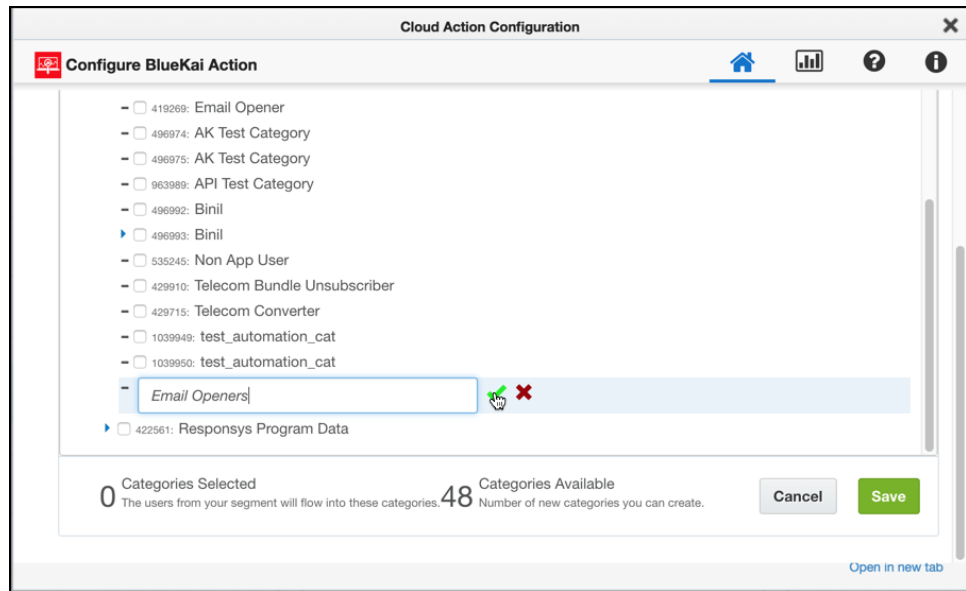 Cloud Action Configuration
Configure BlueKai Action
419269: Email Opener
496974: AK Test Category
496975: AK Test Category
963989: API Test Category
496992: Binil
496993: Binil
535245: Non App User
429910: Telecom Bundle Unsubscriber
429715: Telecom Converter
1039949: test_automation_cat
1039950: test_automation_cat
Email Openers
422561: Responsys Program Data
0 Categories Selected
The users from your segment will flow into these categories.
48 Categories Available
Number of new categories you can create.
Cancel
Save
Open in new tab